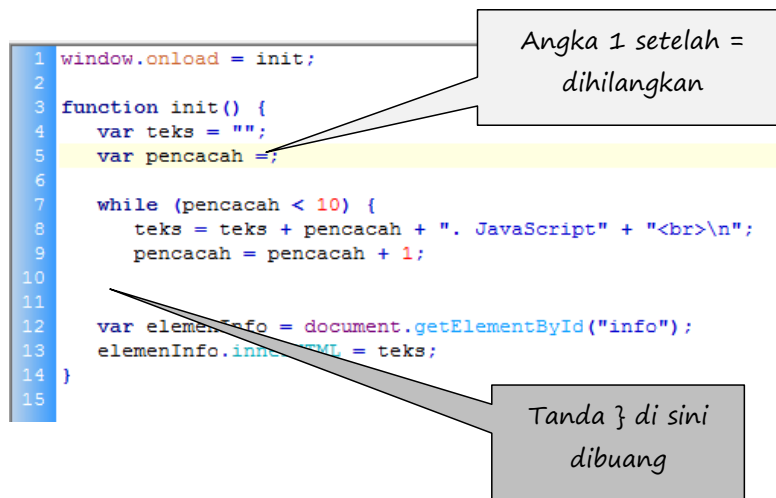 Angka 1 setelah =
dihilangkan
1 window.onload = init;
2
3 function init() {
4    var teks = "";
5    var pencacah =;
6
7    while (pencacah < 10) {
8       teks = teks + pencacah + ". JavaScript" + "<br>\n";
9       pencacah = pencacah + 1;
10
11
12    var elemenInfo = document.getElementById("info");
13    elemenInfo.innerHTML = teks;
14 }
15
Tanda } di sini
dibuang